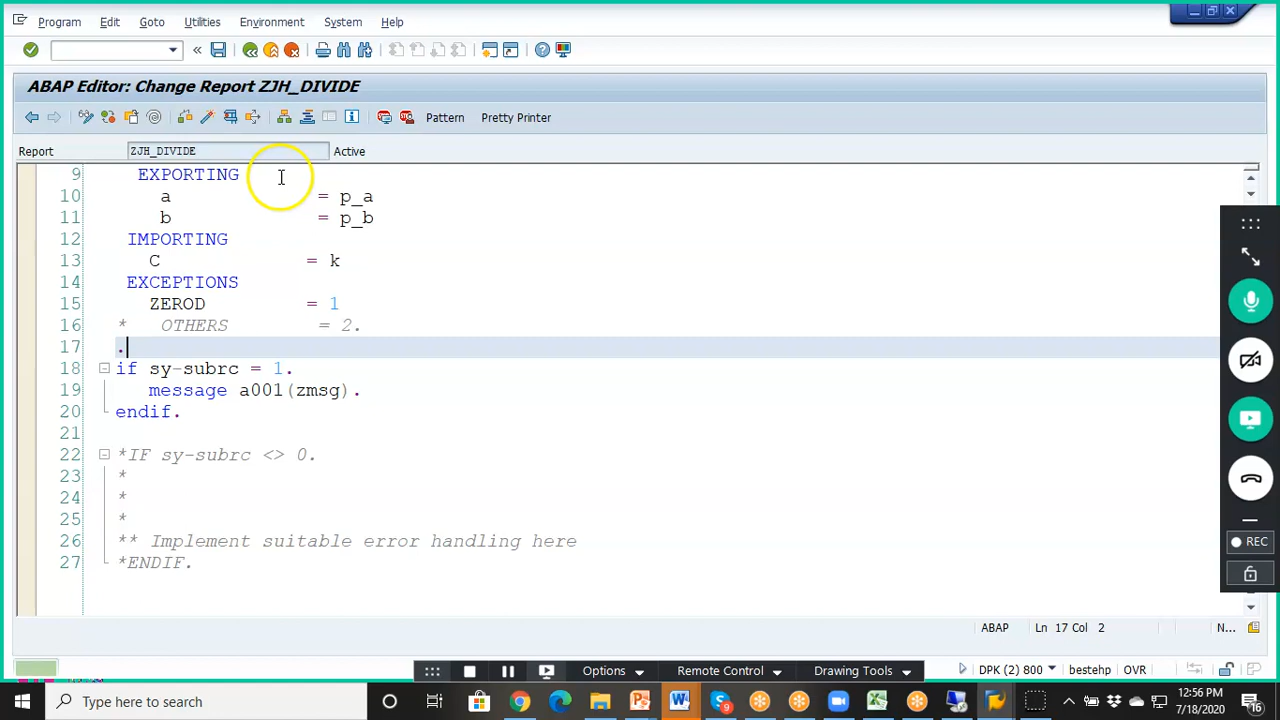 Program Edit Goto Utilities Environment System Help
ABAP Editor: Change Report ZJH_DIVIDE
Pattern Pretty Printer
Report ZJH_DIVIDE Active
9 EXPORTING
10 a = p_a
11 b = p_b
12 IMPORTING
13 C = k
14 EXCEPTIONS
15 ZEROD = 1
16 * OTHERS = 2.
17 .
18 if sy-subrc = 1.
19 message a001(zmsg).
20 endif.
21
22 *IF sy-subrc <> 0.
23 *
24 *
25 *
26 ** Implement suitable error handling here
27 *ENDIF.
REC
ABAP Ln 17 Col 2 N...
Options Remote Control Drawing Tools DPK (2) 800 bestehp OVR
Type here to search
9
12:56 PM
7/18/2020
16